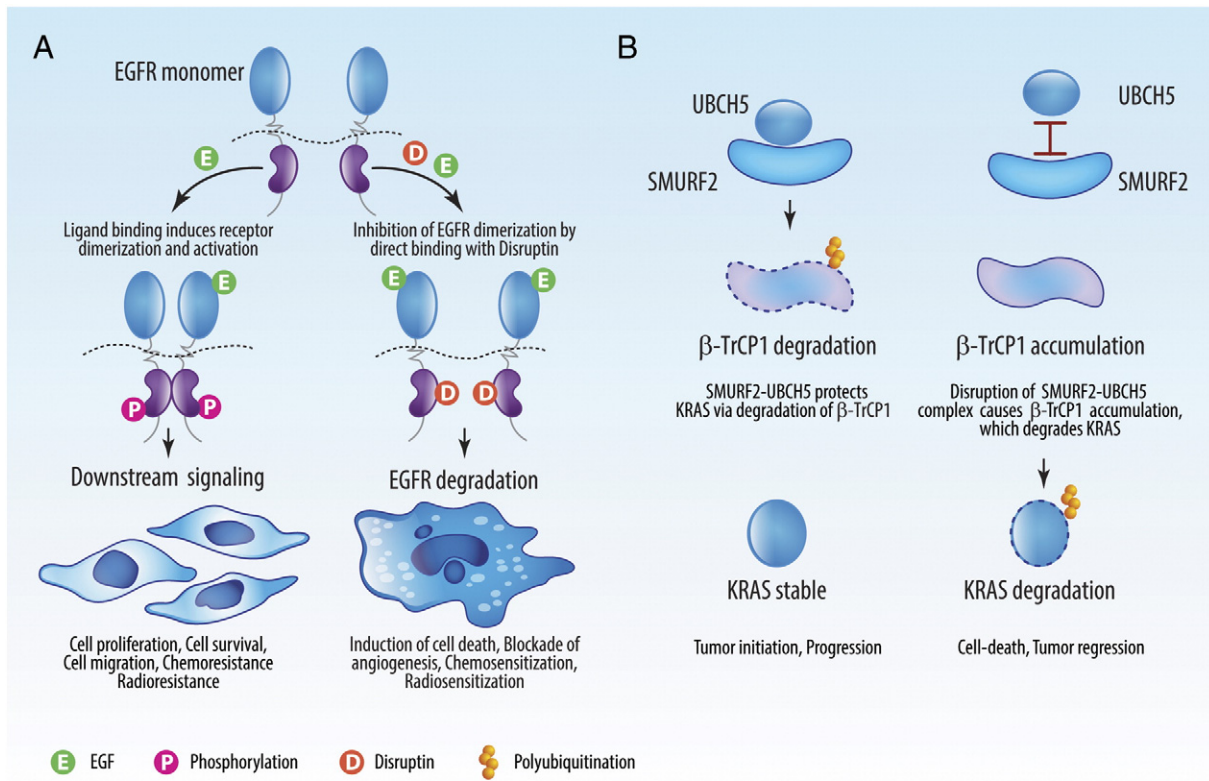 A
EGFR monomer
E
D
E
Ligand binding induces receptor
dimerization and activation
Inhibition of EGFR dimerization by
direct binding with Disruptin
E
E
E
P
P
D
D
Downstream signaling
EGFR degradation
Cell proliferation, Cell survival,
Cell migration, Chemoresistance
Radioresistance
Induction of cell death, Blockade of
angiogenesis, Chemosensitization,
Radiosensitization
B
UBCH5
SMURF2
UBCH5
SMURF2
β-TrCP1 degradation
β-TrCP1 accumulation
SMURF2-UBCH5 protects
KRAS via degradation of β-TrCP1
Disruption of SMURF2-UBCH5
complex causes β-TrCP1 accumulation,
which degrades KRAS
KRAS stable
KRAS degradation
Tumor initiation, Progression
Cell-death, Tumor regression
E EGF
P Phosphorylation
D Disruptin
Polyubiquitination